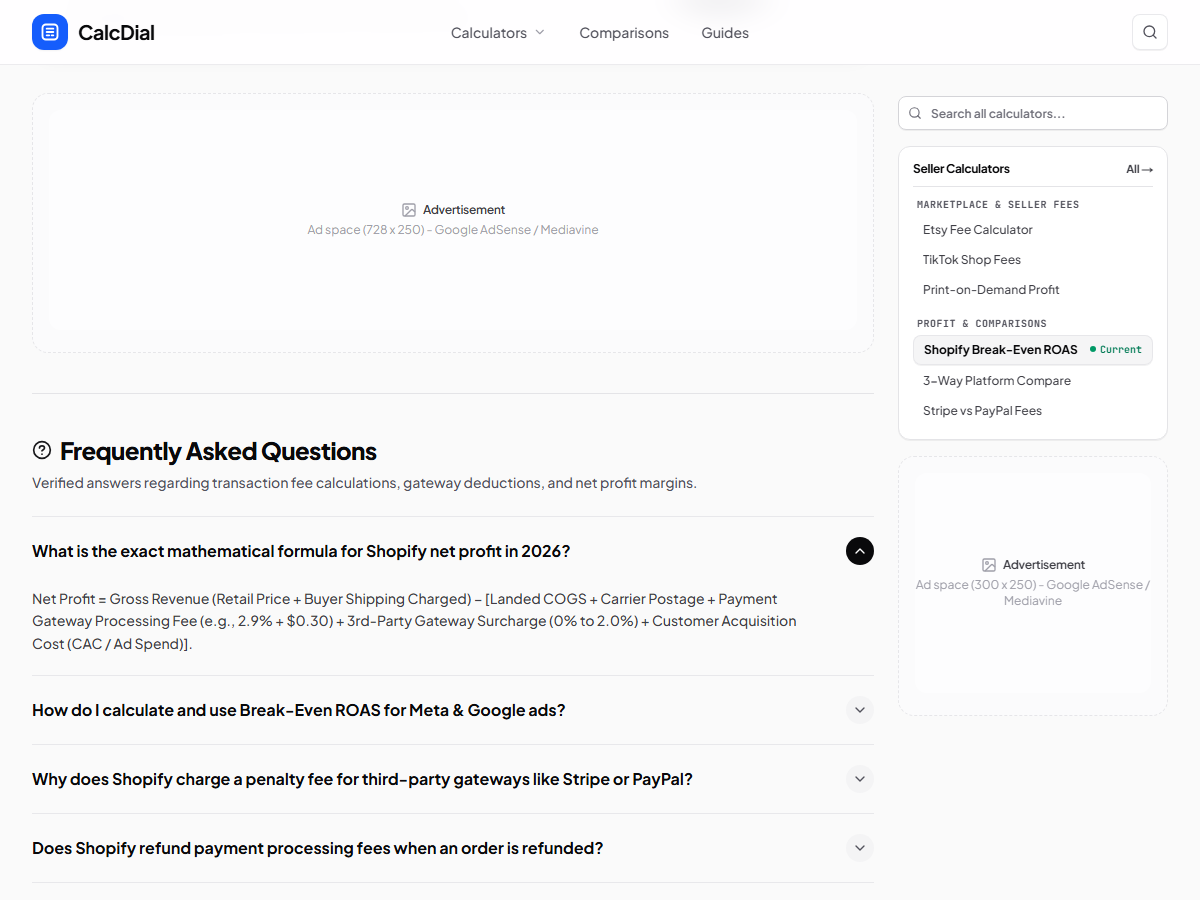 CalcDial
Calculators
Comparisons
Guides
Advertisement
Ad space (728 x 250) - Google AdSense / Mediavine
Frequently Asked Questions
Verified answers regarding transaction fee calculations, gateway deductions, and net profit margins.
What is the exact mathematical formula for Shopify net profit in 2026?
Net Profit = Gross Revenue (Retail Price + Buyer Shipping Charged) – [Landed COGS + Carrier Postage + Payment
Gateway Processing Fee (e.g., 2.9% + $0.30) + 3rd-Party Gateway Surcharge (0% to 2.0%) + Customer Acquisition
Cost (CAC / Ad Spend)].
How do I calculate and use Break-Even ROAS for Meta & Google ads?
Why does Shopify charge a penalty fee for third-party gateways like Stripe or PayPal?
Does Shopify refund payment processing fees when an order is refunded?
Search all calculators...
Seller Calculators
All →
MARKETPLACE & SELLER FEES
Etsy Fee Calculator
TikTok Shop Fees
Print-on-Demand Profit
PROFIT & COMPARISONS
Shopify Break-Even ROAS
Current
3-Way Platform Compare
Stripe vs PayPal Fees
Advertisement
Ad space (300 x 250) - Google AdSense /
Mediavine